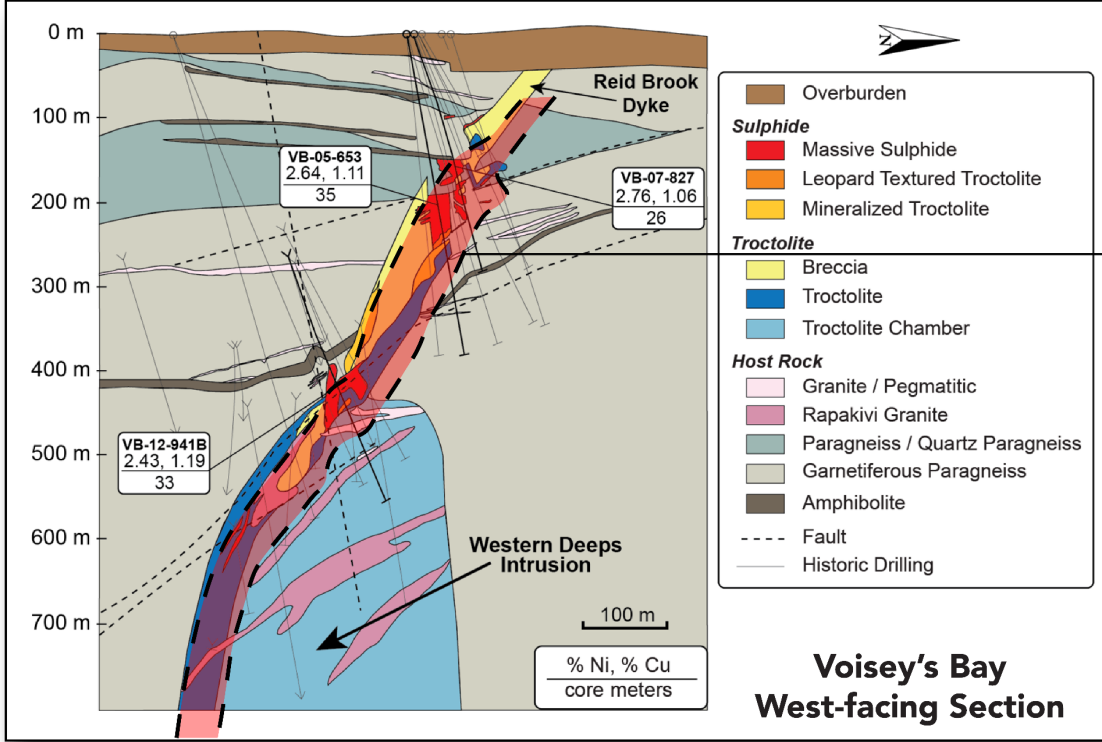 0 m
100 m
200 m
300 m
400 m
500 m
600 m
700 m
Reid Brook
Dyke
VB-05-653
2.64, 1.11
35
VB-07-827
2.76, 1.06
26
VB-12-941B
2.43, 1.19
33
Western Deeps
Intrusion
100 m
% Ni, % Cu
core meters
N
Overburden
Sulphide
Massive Sulphide
Leopard Textured Troctolite
Mineralized Troctolite
Troctolite
Breccia
Troctolite
Troctolite Chamber
Host Rock
Granite / Pegmatitic
Rapakivi Granite
Paragneiss / Quartz Paragneiss
Garnetiferous Paragneiss
Amphibolite
Fault
Historic Drilling
Voisey's Bay
West-facing Section